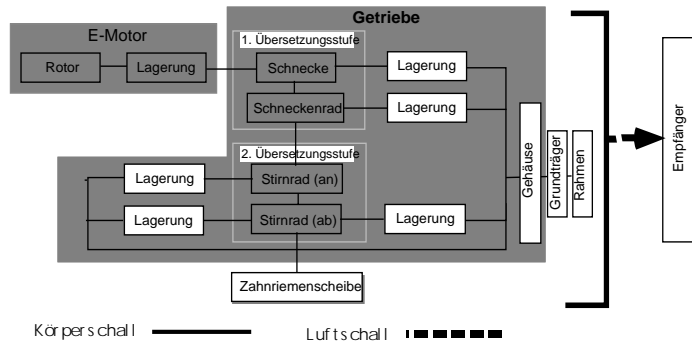 Getriebe
E-Motor
1. Übersetzungsstufe
Rotor
Lagerung
Schnecke
Lagerung
Schneckenrad
Lagerung
2. Übersetzungsstufe
Lagerung
Stirnrad (an)
Lagerung
Stirnrad (ab)
Lagerung
Gehäuse
Grundträger
Rahmen
Empfänger
Zahnriemenscheibe
Körperschall
Luftschall